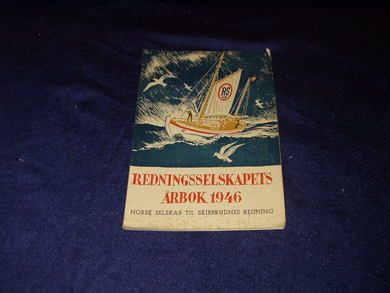 RS
REDNINGSSELSKAPETS
ÅRBOK 1946
NORSK SELSKAB TIL SKIBBRUDNES REDNING